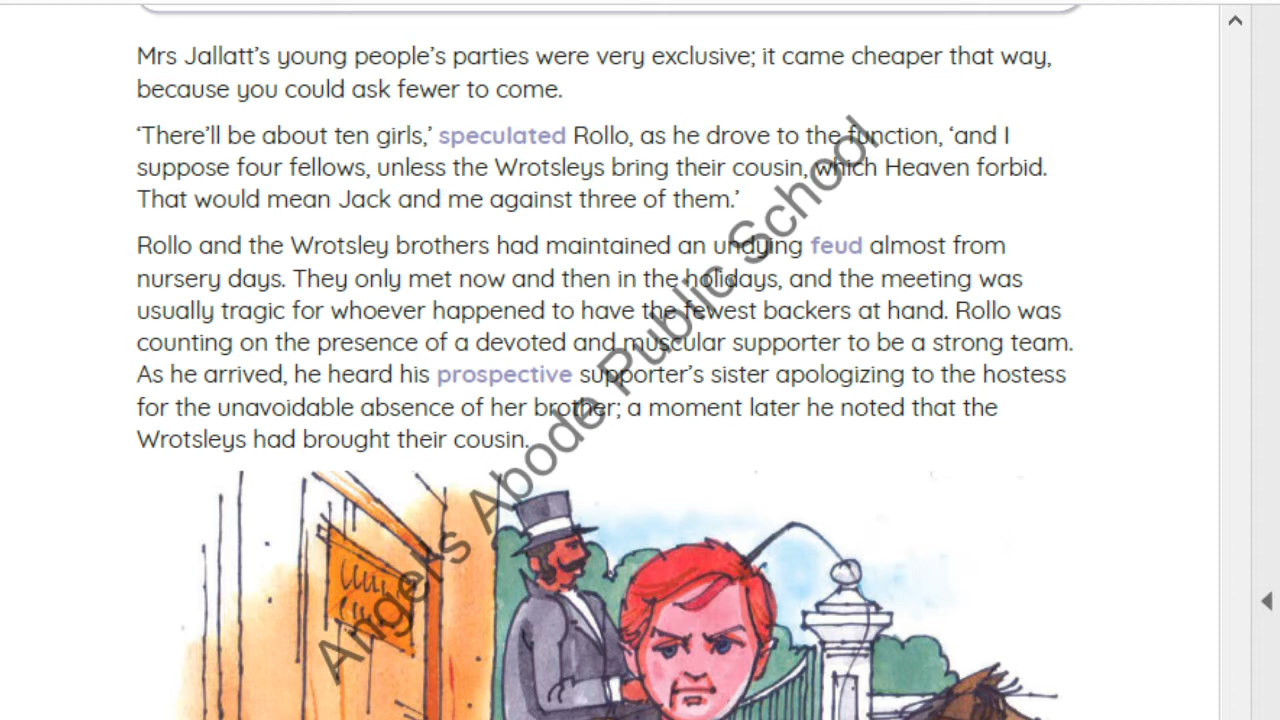 Mrs Jallatt’s young people’s parties were very exclusive; it came cheaper that way,
because you could ask fewer to come.
‘There’ll be about ten girls,’ speculated Rollo, as he drove to the function, ‘and I
suppose four fellows, unless the Wrotsleys bring their cousin, which Heaven forbid.
That would mean Jack and me against three of them.’
Rollo and the Wrotsley brothers had maintained an undying feud almost from
nursery days. They only met now and then in the holidays, and the meeting was
usually tragic for whoever happened to have the fewest backers at hand. Rollo was
counting on the presence of a devoted and muscular supporter to be a strong team.
As he arrived, he heard his prospective supporter’s sister apologizing to the hostess
for the unavoidable absence of her brother; a moment later he noted that the
Wrotsleys had brought their cousin.
Angels Abode Public School